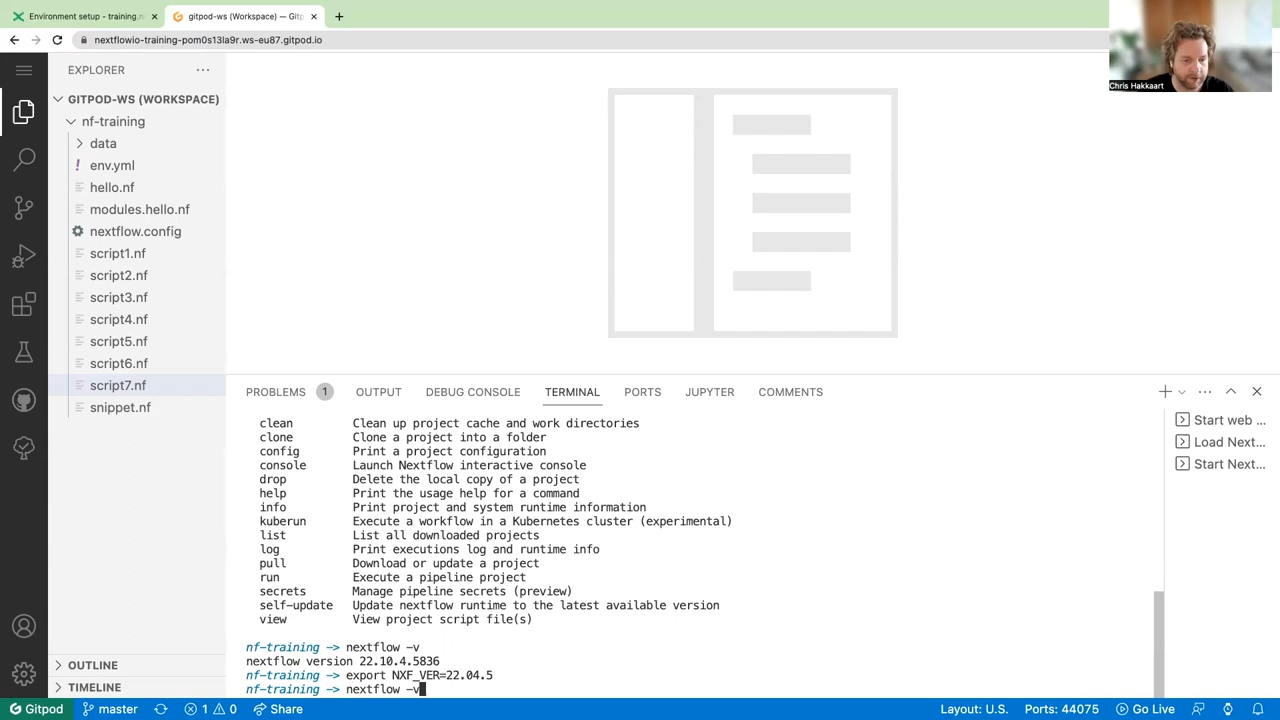 Environment setup - training.n
gitpod-ws (Workspace) — Gitp
nextflowio-training-pom0s13la9r.ws-eu87.gitpod.io
Chris Hakkaart
EXPLORER
GITPOD-WS (WORKSPACE)
nf-training
data
env.yml
hello.nf
modules.hello.nf
nextflow.config
script1.nf
script2.nf
script3.nf
script4.nf
script5.nf
script6.nf
script7.nf
snippet.nf
OUTLINE
TIMELINE
PROBLEMS 1 OUTPUT DEBUG CONSOLE TERMINAL PORTS JUPYTER COMMENTS
clean Clean up project cache and work directories
clone Clone a project into a folder
config Print a project configuration
console Launch Nextflow interactive console
drop Delete the local copy of a project
help Print the usage help for a command
info Print project and system runtime information
kuberun Execute a workflow in a Kubernetes cluster (experimental)
list List all downloaded projects
log Print executions log and runtime info
pull Download or update a project
run Execute a pipeline project
secrets Manage pipeline secrets (preview)
self-update Update nextflow runtime to the latest available version
view View project script file(s)
nf-training -> nextflow -v
nextflow version 22.10.4.5836
nf-training -> export NXF_VER=22.04.5
nf-training -> nextflow -v
Start web ...
Load Next...
Start Next...
Gitpod master 1 0 Share Layout: U.S. Ports: 44075 Go Live